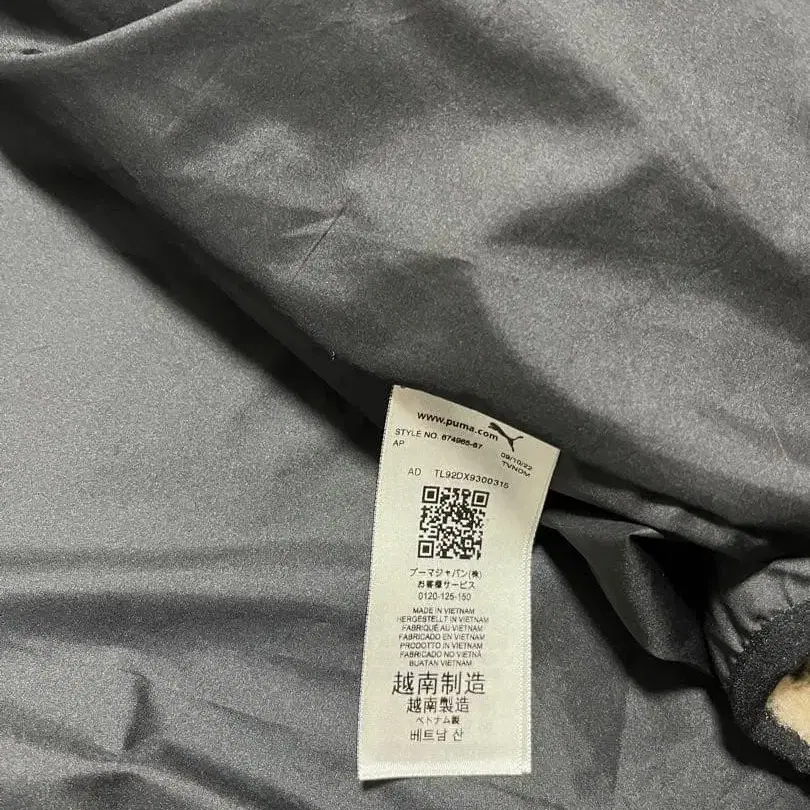 www.puma.com
STYLE NO. 674965-67
AP
09/10/22
TVNOM
AD TL92DX9300315
プーマジャパン(株)
お客様サービス
0120-125-150
MADE IN VIETNAM
HERGESTELLT IN VIETNAM
FABRIQUÉ AU VIETNAM
FABRICADO EN VIETNAM
PRODOTTO IN VIETNAM
FABRICADO NO VIETNÃ
BUATAN VIETNAM
越南制造
越南製造
ベトナム製
베트남 산